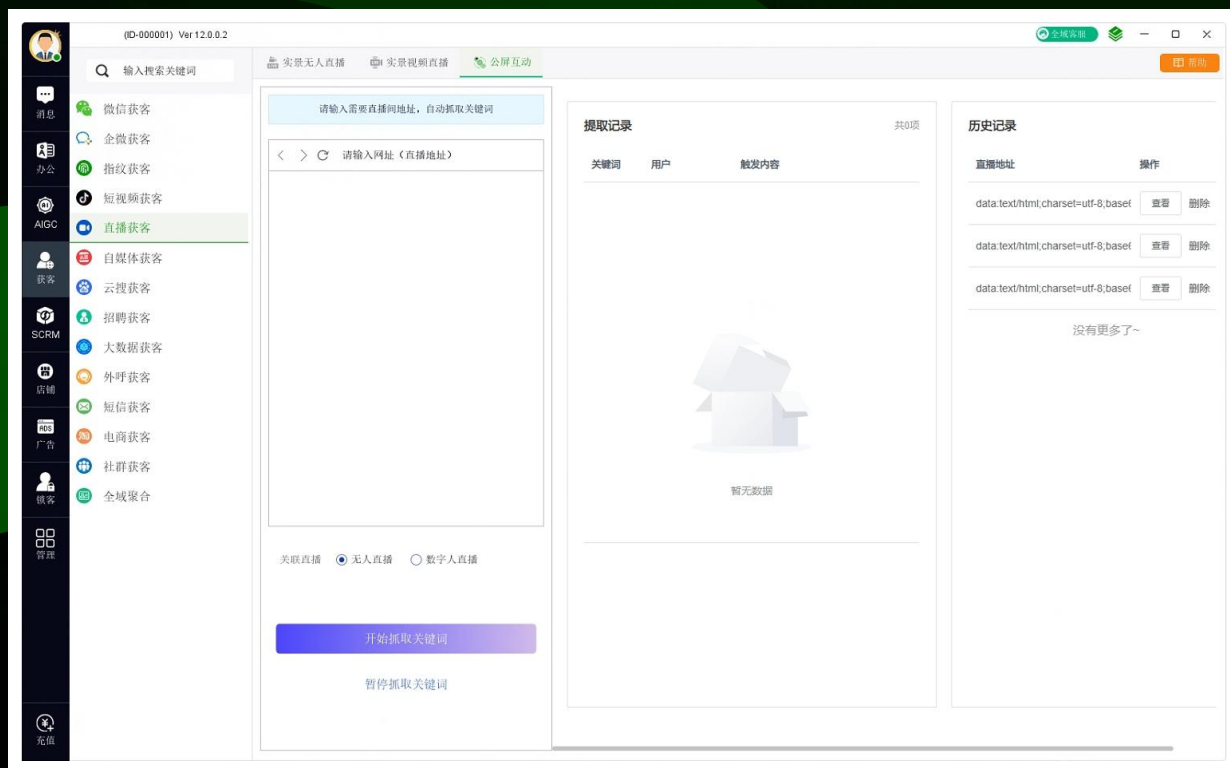 (ID-000001) Ver 12.0.0.2
全域客服
输入搜索关键词
实景无人直播
实景视频直播
公屏互动
帮助
消息
办公
AIGC
获客
SCRM
店铺
ADS
广告
锁客
管理
充值
微信获客
企微获客
指纹获客
短视频获客
直播获客
自媒体获客
云搜获客
招聘获客
大数据获客
外呼获客
短信获客
电商获客
社群获客
全域聚合
请输入需要直播间地址，自动抓取关键词
请输入网址（直播地址）
关联直播 无人直播 数字人直播
开始抓取关键词
暂停抓取关键词
提取记录 共0项
关键词 用户 触发内容
暂无数据
历史记录
直播地址 操作
data:text/html;charset=utf-8;base6 查看 删除
data:text/html;charset=utf-8;base6 查看 删除
data:text/html;charset=utf-8;base6 查看 删除
没有更多了~